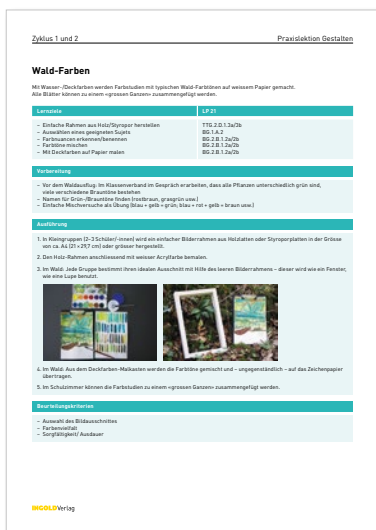 Zyklus 1 und 2
Praxislektion Gestalten
Wald-Farben
Mit Wasser-/Deckfarben werden Farbstudien mit typischen Wald-Farbtönen auf weissem Papier gemacht.
Alle Blätter können zu einem «grossen Ganzen» zusammengefügt werden.
Lernziele LP 21
– Einfache Rahmen aus Holz/Styropor herstellen TTG.2.D.1.3a/2b
– Auswählen eines geeigneten Sujets BG.1.A.2
– Farbnuancen erkennen/benennen BG.2.B.1.2a/2b
– Farbtöne mischen BG.2.B.1.2a/2b
– Mit Deckfarben auf Papier malen BG.2.B.1.2a/2b
Vorbereitung
– Vor dem Waldausflug: Im Klassenverband im Gespräch erarbeiten, dass alle Pflanzen unterschiedlich grün sind,
viele verschiedene Brauntöne bestehen
– Namen für Grün-/Brauntöne finden (rostbraun, grasgrün usw.)
– Einfache Mischversuche als Übung (blau + gelb = grün; blau + rot + gelb = braun usw.)
Ausführung
1. In Kleingruppen (2–3 Schüler/-innen) wird ein einfacher Bilderrahmen aus Holzlatten oder Styroporplatten in der Grösse
von ca. A4 (21 × 29,7 cm) oder grösser hergestellt.
2. Den Holz-Rahmen anschliessend mit weisser Acrylfarbe bemalen.
3. Im Wald: Jede Gruppe bestimmt ihren idealen Ausschnitt mit Hilfe des leeren Bilderrahmens – dieser wird wie ein Fenster,
wie eine Lupe benutzt.
4. Im Wald: Aus dem Deckfarben-Malkasten werden die Farbtöne gemischt und – ungegenständlich – auf das Zeichenpapier
übertragen.
5. Im Schulzimmer können die Farbstudien zu einem «grossen Ganzen» zusammengefügt werden.
Beurteilungskriterien
– Auswahl des Bildausschnittes
– Farbenvielfalt
– Sorgfältigkeit/ Ausdauer
INGOLDVerlag